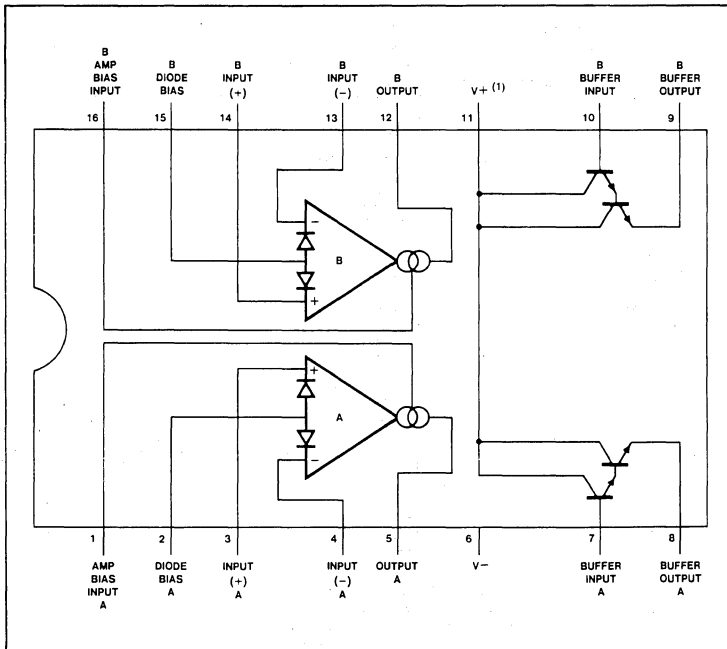 B
AMP
BIAS
INPUT
B
DIODE
BIAS
B
INPUT
(+)
B
INPUT
(-)
B
OUTPUT
V+ (1)
B
BUFFER
INPUT
B
BUFFER
OUTPUT
16 15 14 13 12 11 10 9
-
B
+
+
A
-
1 2 3 4 5 6 7 8
AMP
BIAS
INPUT
A
DIODE
BIAS
A
INPUT
(+)
A
INPUT
(-)
A
OUTPUT
A
V-
BUFFER
INPUT
A
BUFFER
OUTPUT
A